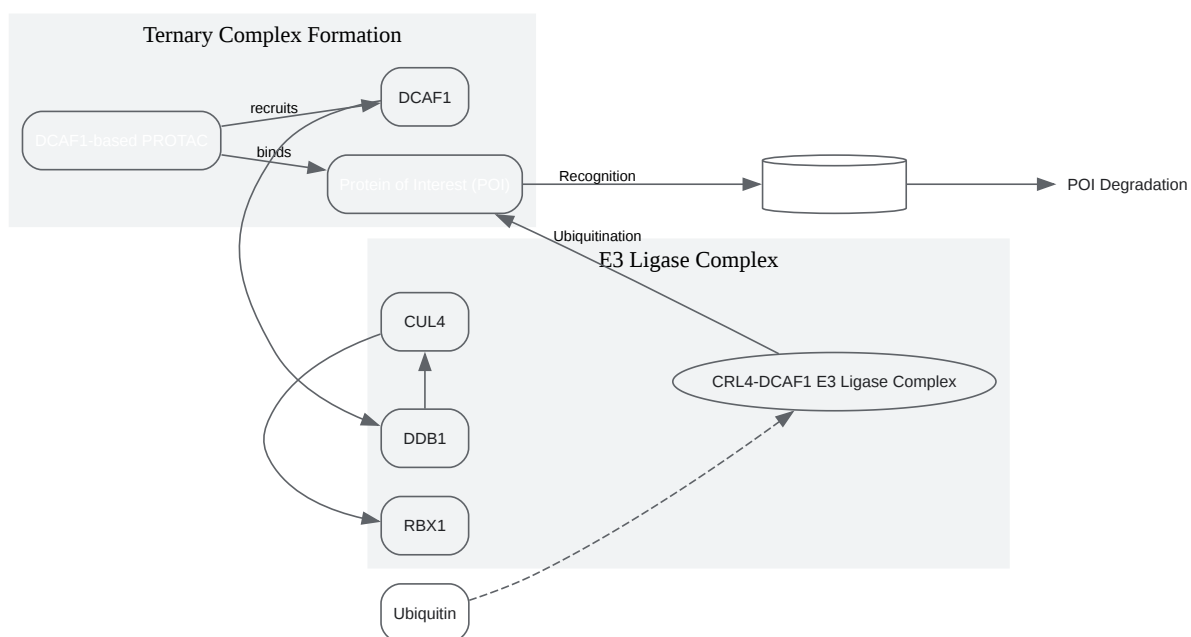 Ternary Complex Formation
DCAF1
recruits
DCAF1-based PROTAC
binds
Protein of Interest (POI)
Recognition
POI Degradation
Ubiquitination
E3 Ligase Complex
CUL4
CRL4-DCAF1 E3 Ligase Complex
DDB1
RBX1
Ubiquitin